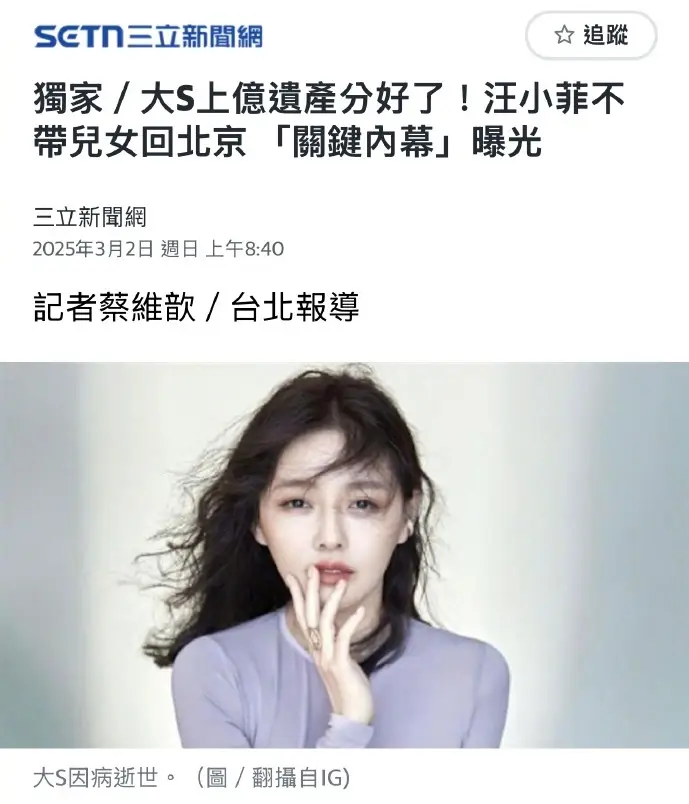 SETN三立新聞網
☆ 追蹤
獨家／大S上億遺產分好了！汪小菲不
帶兒女回北京 「關鍵內幕」曝光
三立新聞網
2025年3月2日 週日 上午8:40
記者蔡維歆／台北報導
大S因病逝世。（圖／翻攝自IG)